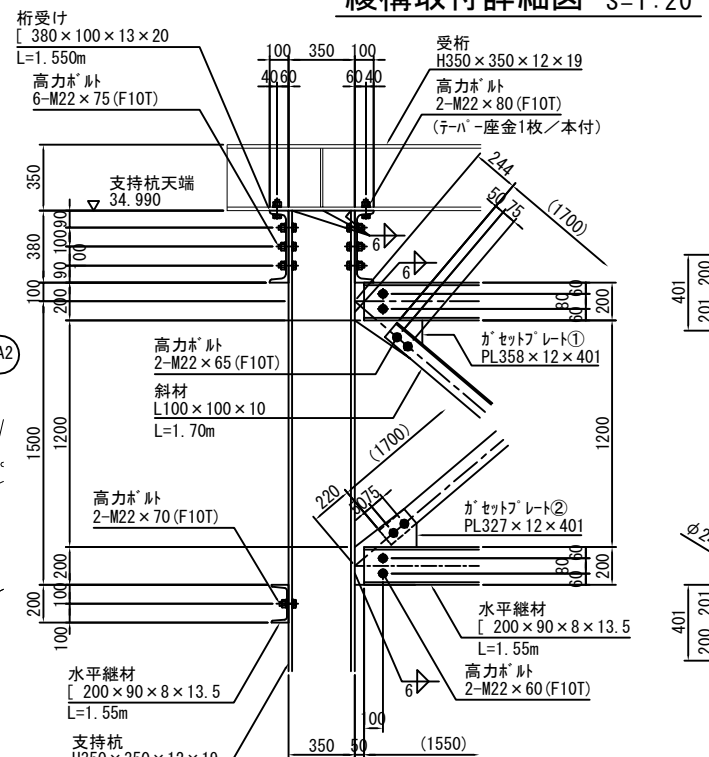 桁受け
[ 380×100×13×20
L=1.550m
高力ボルト
6-M22×75(F10T)
S=1:20
100 350 100
40 60 60 40
受桁
H350×350×12×19
高力ボルト
2-M22×80(F10T)
(テーパー座金1枚/本付)
350
支持杭天端
34.990
244
50 75
(1700)
380
90
100
100
90
6
6
100
200
80
60
60
200
401
200
201
高力ボルト
2-M22×65(F10T)
ガセットプレート①
PL358×12×401
斜材
L100×100×10
L=1.70m
A2
1500
1200
1200
(1700)
220
50 75
高力ボルト
2-M22×70(F10T)
ガセットプレート②
PL327×12×401
200
80
60
60
200
200
100
100
401
201
200
水平継材
[ 200×90×8×13.5
L=1.55m
高力ボルト
2-M22×60(F10T)
6
水平継材
[ 200×90×8×13.5
L=1.55m
100
支持杭
350 50 (1550)